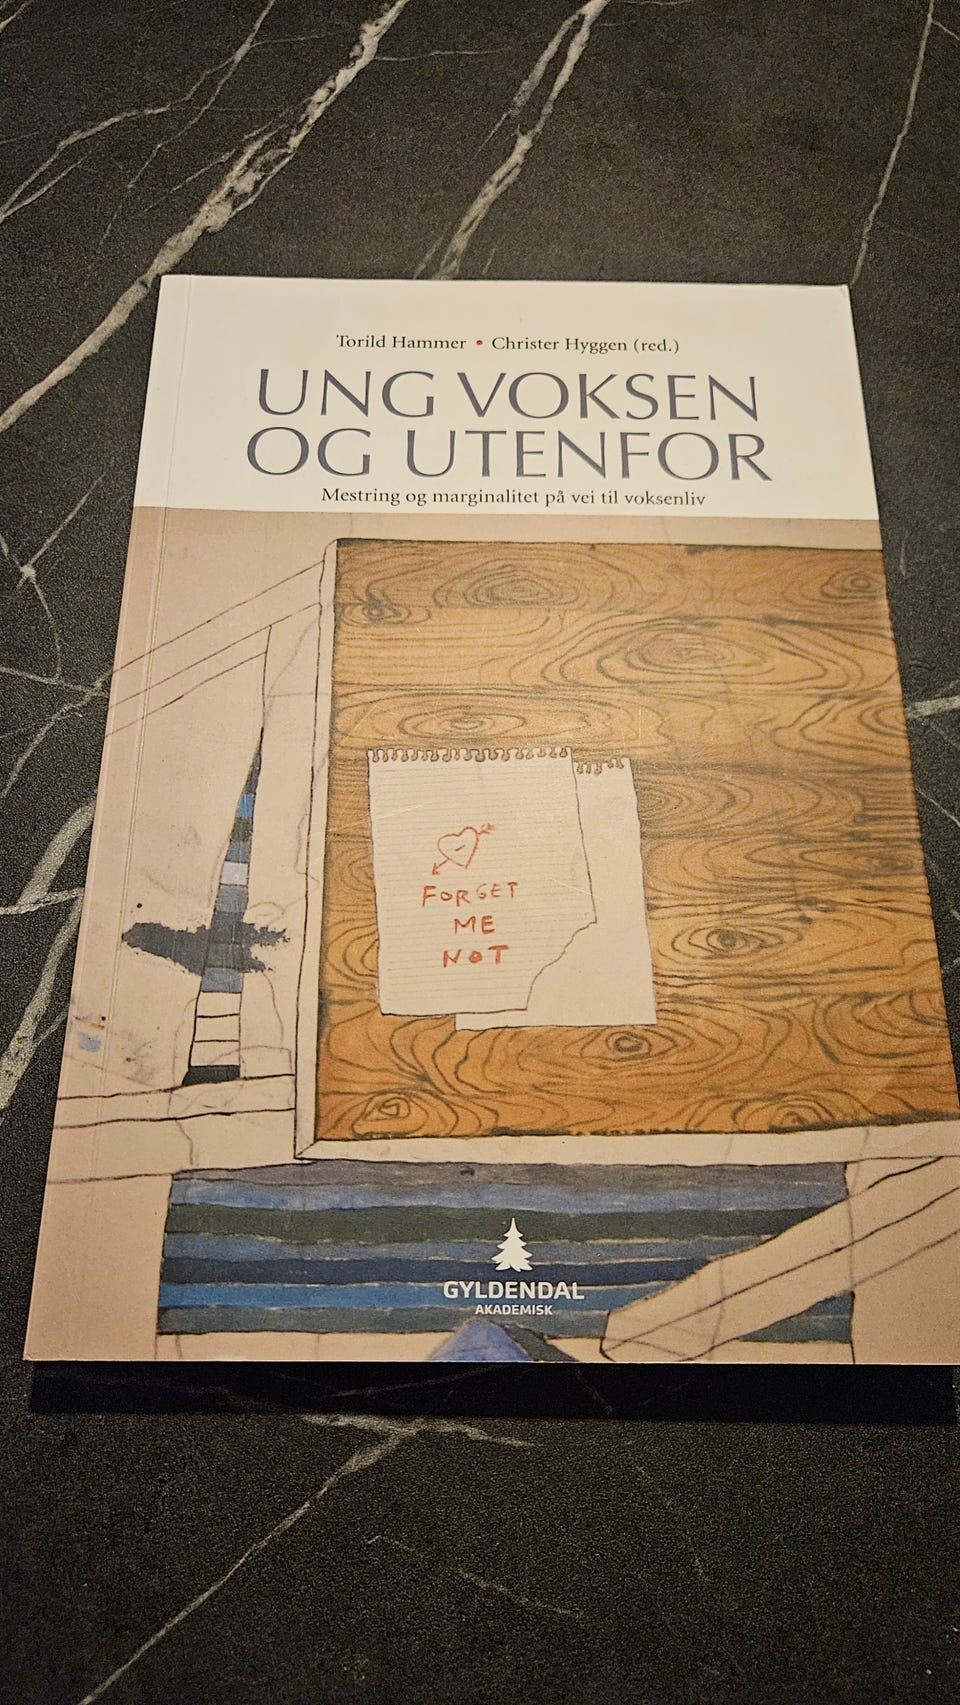 Torild Hammer • Christer Hyggen (red.)
UNG VOKSEN
OG UTENFOR
Mestring og marginalitet på vei til voksenliv
FORGET
ME
NOT
GYLDENDAL
AKADEMISK